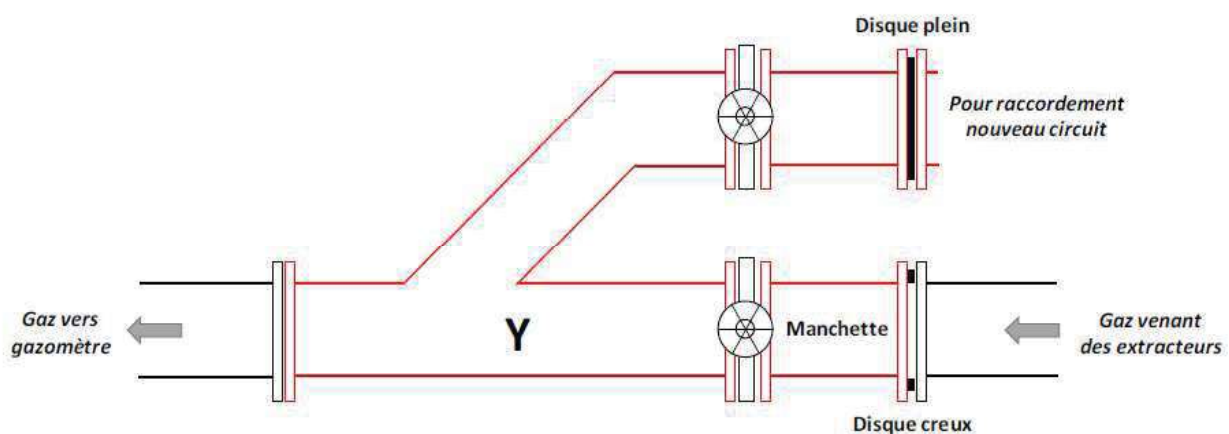 Disque plein
Pour raccordement
nouveau circuit
Gaz vers
gazomètre
Y
Manchette
Gaz venant
des extracteurs
Disque creux